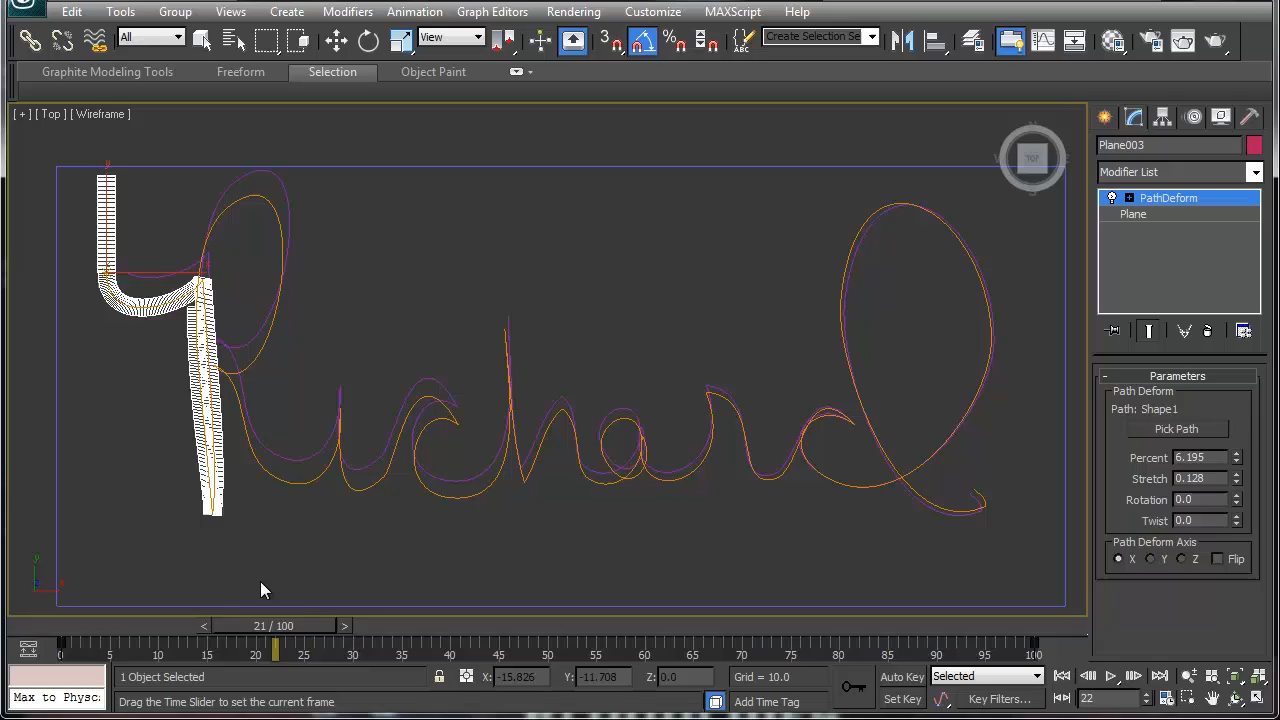 Edit Tools Group Views Create Modifiers Animation Graph Editors Rendering Customize MAXScript Help
All View 3 % ABC Create Selection Se
Graphite Modeling Tools Freeform Selection Object Paint
[ + ] [ Top ] [ Wireframe ]
TOP
Richard
21 / 100
0 5 10 15 20 25 30 35 40 45 50 55 60 65 70 75 80 85 90 95 100
Plane003
Modifier List
PathDeform
Plane
Parameters
Path Deform
Path: Shape1
Pick Path
Percent 6.195
Stretch 0.128
Rotation 0.0
Twist 0.0
Path Deform Axis
X Y Z Flip
1 Object Selected X: -15.826 Y: -11.708 Z: 0.0 Grid = 10.0 Auto Key Selected
Max to Physca Drag the Time Slider to set the current frame Add Time Tag Set Key Key Filters... 22